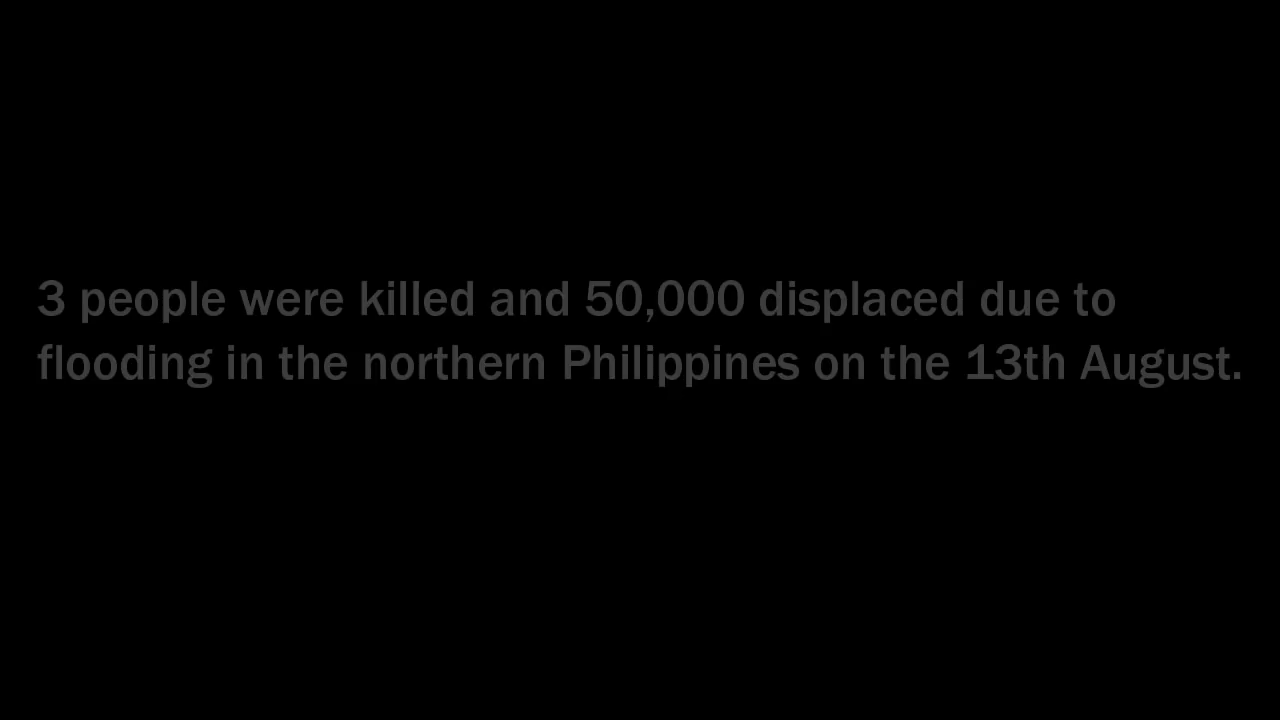 3 people were killed and 50,000 displaced due to
flooding in the northern Philippines on the 13th August.